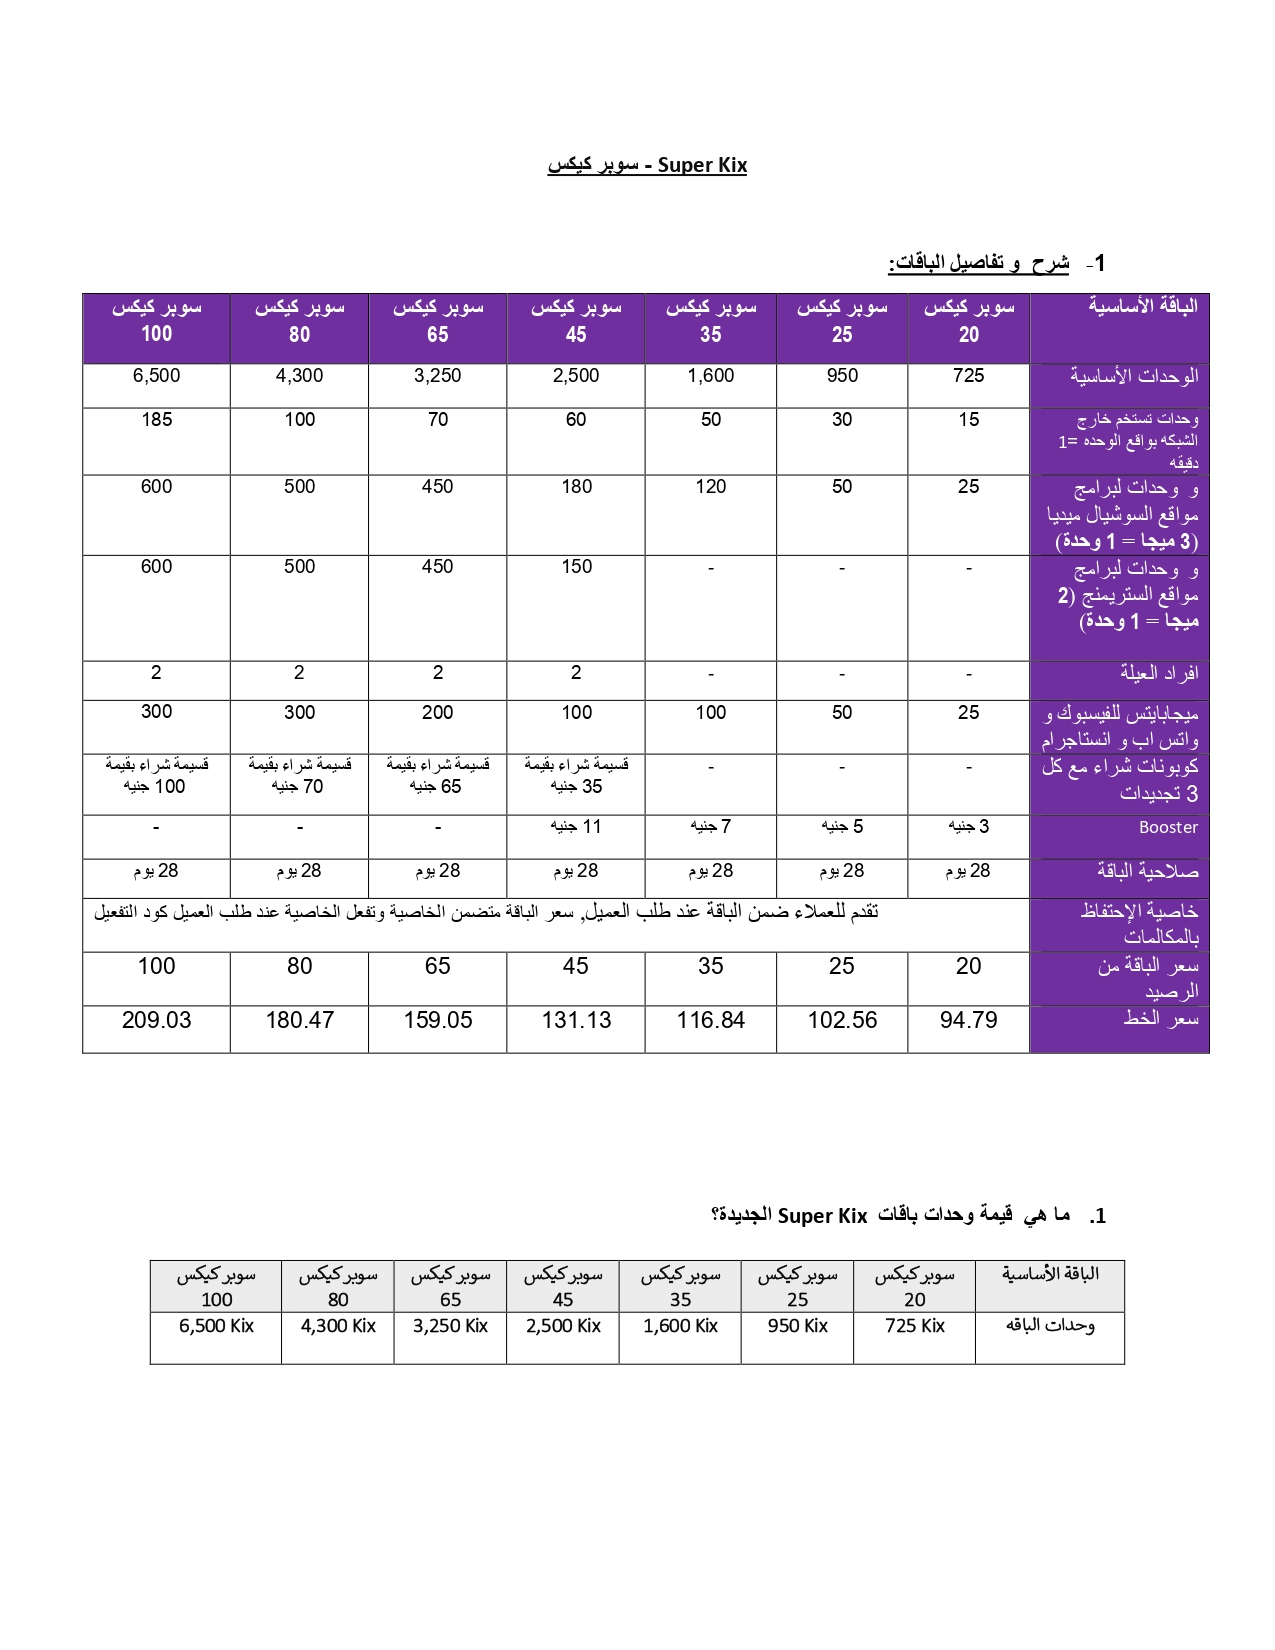 سوبر كيكس - Super Kix
1- شرح و تفاصيل الباقات:
الباقة الأساسية سوبر كيكس 20 سوبر كيكس 25 سوبر كيكس 35 سوبر كيكس 45 سوبر كيكس 65 سوبر كيكس 80 سوبر كيكس 100
الوحدات الأساسية 725 950 1,600 2,500 3,250 4,300 6,500
وحدات تستخم خارج
الشبكه بواقع الوحده =1
دقيقه
15 30 50 60 70 100 185
و وحدات لبرامج
مواقع السوشيال ميديا
(3 ميجا = 1 وحدة)
25 50 120 180 450 500 600
و وحدات لبرامج
مواقع الستريمنج (2
ميجا = 1 وحدة)
- - - 150 450 500 600
افراد العيلة - - - 2 2 2 2
ميجابايتس للفيسبوك و
واتس اب و انستاجرام
25 50 100 100 200 300 300
كوبونات شراء مع كل
3 تجديدات
- - - قسيمة شراء بقيمة 35 جنيه قسيمة شراء بقيمة 65 جنيه قسيمة شراء بقيمة 70 جنيه قسيمة شراء بقيمة 100 جنيه
Booster 3 جنيه 5 جنيه 7 جنيه 11 جنيه - - -
صلاحية الباقة 28 يوم 28 يوم 28 يوم 28 يوم 28 يوم 28 يوم 28 يوم
خاصية الإحتفاظ
بالمكالمات
تقدم للعملاء ضمن الباقة عند طلب العميل, سعر الباقة متضمن الخاصية وتفعل الخاصية عند طلب العميل كود التفعيل
سعر الباقة من
الرصيد
20 25 35 45 65 80 100
سعر الخط 94.79 102.56 116.84 131.13 159.05 180.47 209.03
1. ما هي قيمة وحدات باقات Super Kix الجديدة؟
الباقة الأساسية سوبر كيكس 20 سوبر كيكس 25 سوبر كيكس 35 سوبر كيكس 45 سوبر كيكس 65 سوبر كيكس 80 سوبر كيكس 100
وحدات الباقه 725 Kix 950 Kix 1,600 Kix 2,500 Kix 3,250 Kix 4,300 Kix 6,500 Kix